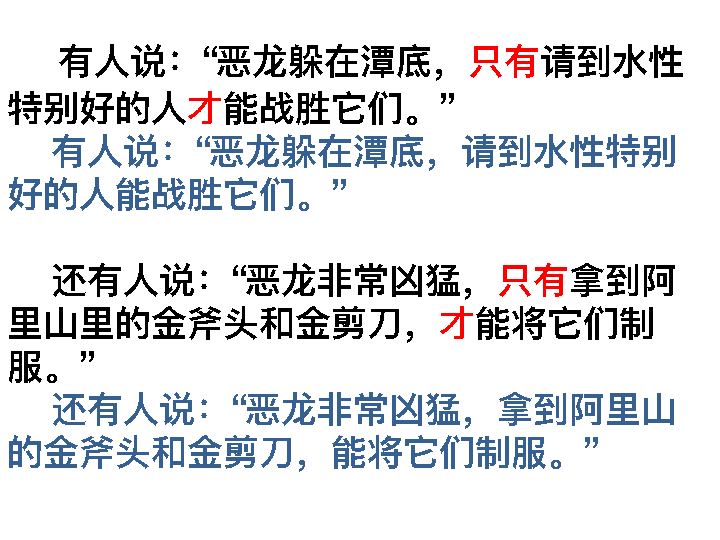 有人说：“恶龙躲在潭底，只有请到水性
特别好的人才能战胜它们。”
有人说：“恶龙躲在潭底，请到水性特别
好的人能战胜它们。”
还有人说：“恶龙非常凶猛，只有拿到阿
里山里的金斧头和金剪刀，才能将它们制
服。”
还有人说：“恶龙非常凶猛，拿到阿里山
的金斧头和金剪刀，能将它们制服。”